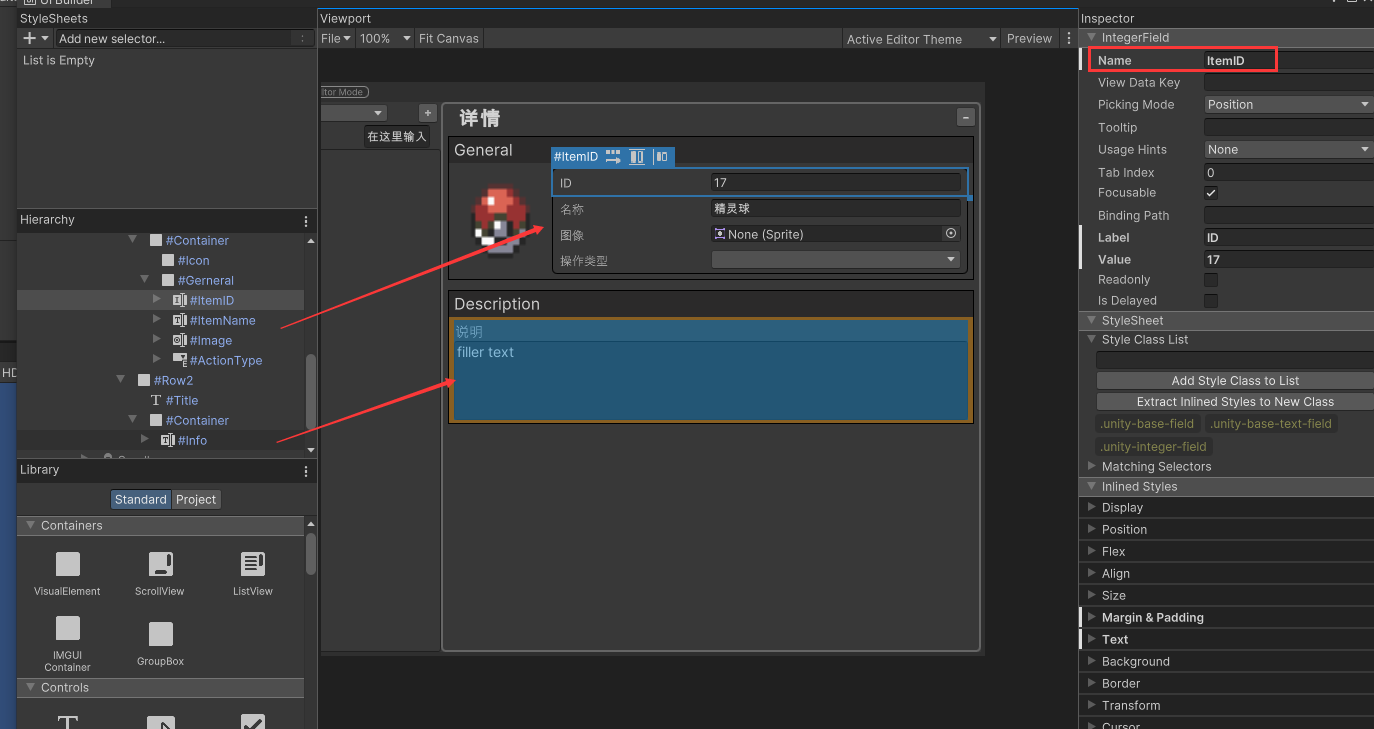 UI Builder
StyleSheets
Add new selector...
List is Empty
Hierarchy
#Container
#Icon
#Gerneral
#ItemID
#ItemName
#Image
#ActionType
#Row2
#Title
#Container
#Info
Library
Standard
Project
Containers
VisualElement
ScrollView
ListView
IMGUI
Container
GroupBox
Controls
Viewport
File
100%
Fit Canvas
Active Editor Theme
Preview
itor Mode
+
在这里输入
详情
-
General
#ItemID
ID
17
名称
精灵球
图像
None (Sprite)
操作类型
Description
说明
filler text
Inspector
IntegerField
Name
ItemID
View Data Key
Picking Mode
Position
Tooltip
Usage Hints
None
Tab Index
0
Focusable
Binding Path
Label
ID
Value
17
Readonly
Is Delayed
StyleSheet
Style Class List
Add Style Class to List
Extract Inlined Styles to New Class
.unity-base-field
.unity-base-text-field
.unity-integer-field
Matching Selectors
Inlined Styles
Display
Position
Flex
Align
Size
Margin & Padding
Text
Background
Border
Transform
Cursor